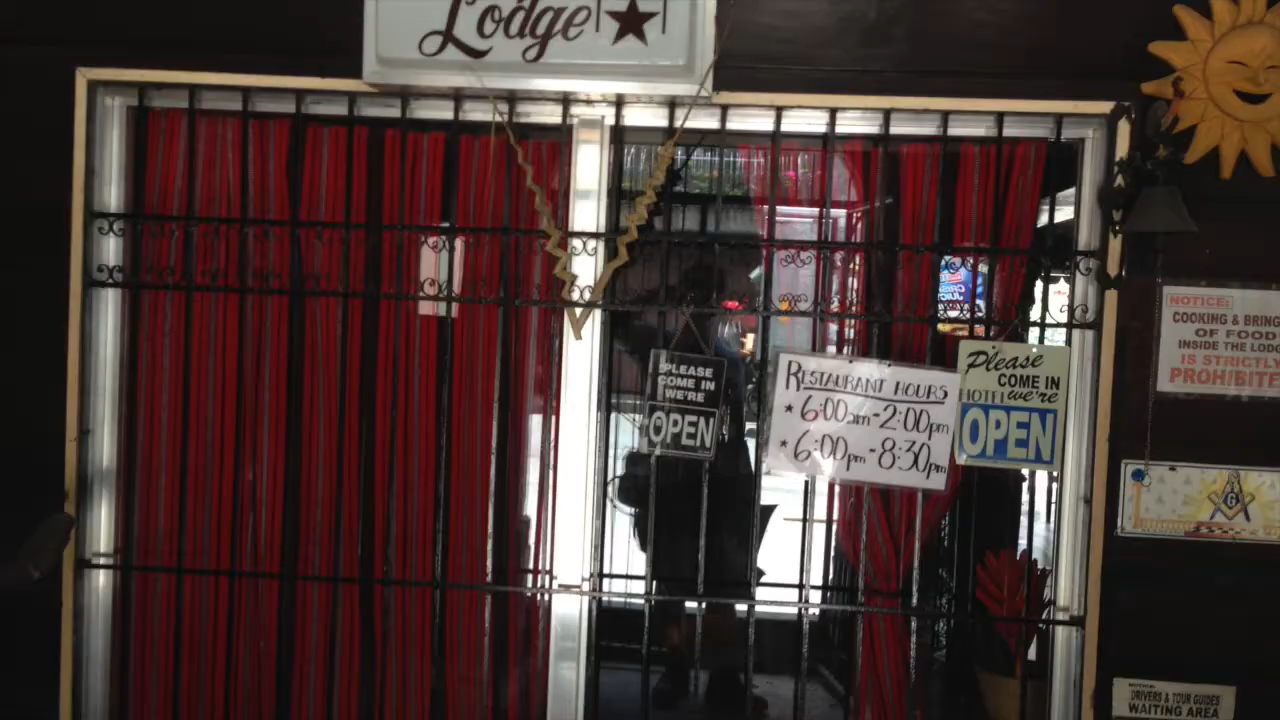 Lodge
PLEASE
COME IN
WE'RE
OPEN
RESTAURANT HOURS
* 6:00am-2:00pm
* 6:00pm-8:30pm
Please
COME IN
HOTEL we're
OPEN
NOTICE:
COOKING & BRING
OF FOOD
INSIDE THE LODG
IS STRICTLY
PROHIBITE
G
DRIVERS & TOUR GUIDES
WAITING AREA